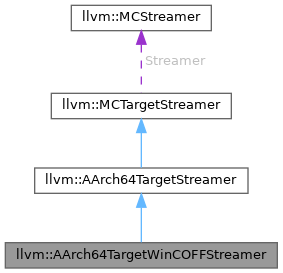 llvm::MCStreamer
Streamer
llvm::MCTargetStreamer
llvm::AArch64TargetStreamer
llvm::AArch64TargetWinCOFFStreamer